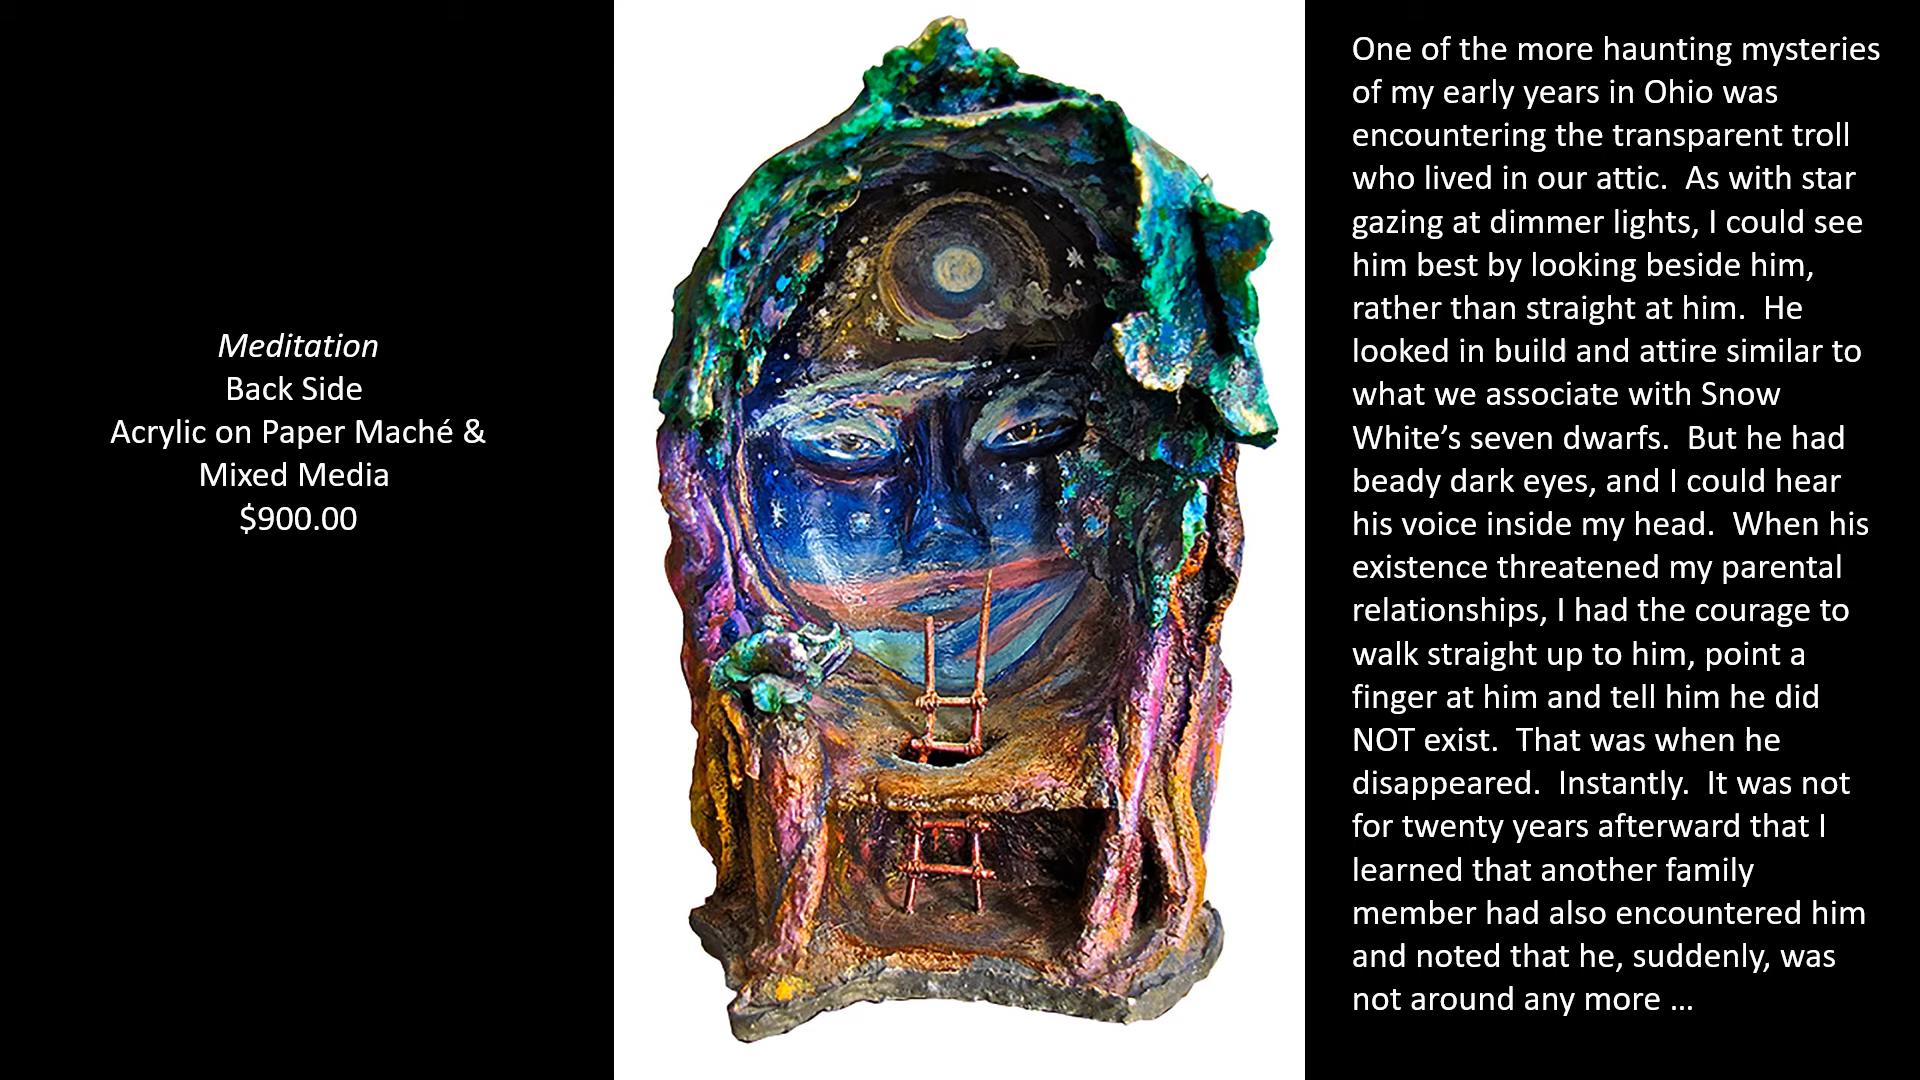 Meditation
Back Side
Acrylic on Paper Maché &
Mixed Media
$900.00
One of the more haunting mysteries
of my early years in Ohio was
encountering the transparent troll
who lived in our attic.  As with star
gazing at dimmer lights, I could see
him best by looking beside him,
rather than straight at him.  He
looked in build and attire similar to
what we associate with Snow
White’s seven dwarfs.  But he had
beady dark eyes, and I could hear
his voice inside my head.  When his
existence threatened my parental
relationships, I had the courage to
walk straight up to him, point a
finger at him and tell him he did
NOT exist.  That was when he
disappeared.  Instantly.  It was not
for twenty years afterward that I
learned that another family
member had also encountered him
and noted that he, suddenly, was
not around any more …